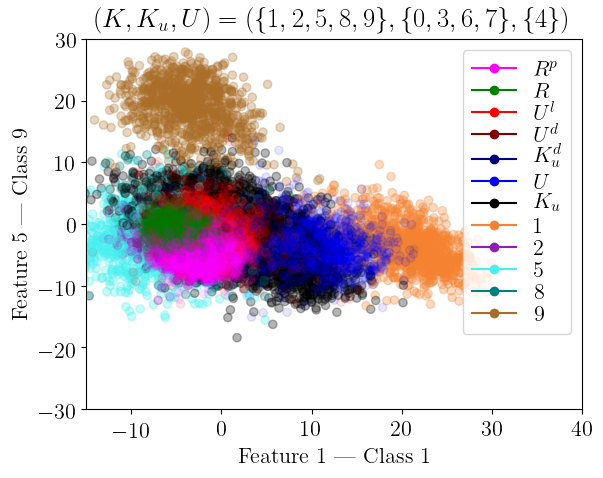 (K, K_u, U) = ({1, 2, 5, 8, 9}, {0, 3, 6, 7}, {4})
30
20
10
0
−10
−20
−30
Feature 5 — Class 9
R^p
R
U^l
U^d
K_u^d
U
K_u
1
2
5
8
9
−10
0
10
20
30
40
Feature 1 — Class 1